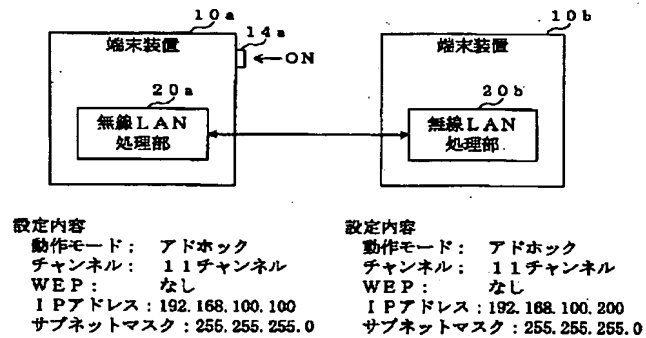 10a
14a
10b
端末装置
←ON
端末装置
20a
20b
無線LAN
処理部
無線LAN
処理部
設定内容
動作モード: アドホック
チャンネル: 11チャンネル
WEP: なし
IPアドレス:192.168.100.100
サブネットマスク:255.255.255.0
設定内容
動作モード: アドホック
チャンネル: 11チャンネル
WEP: なし
IPアドレス:192.168.100.200
サブネットマスク:255.255.255.0